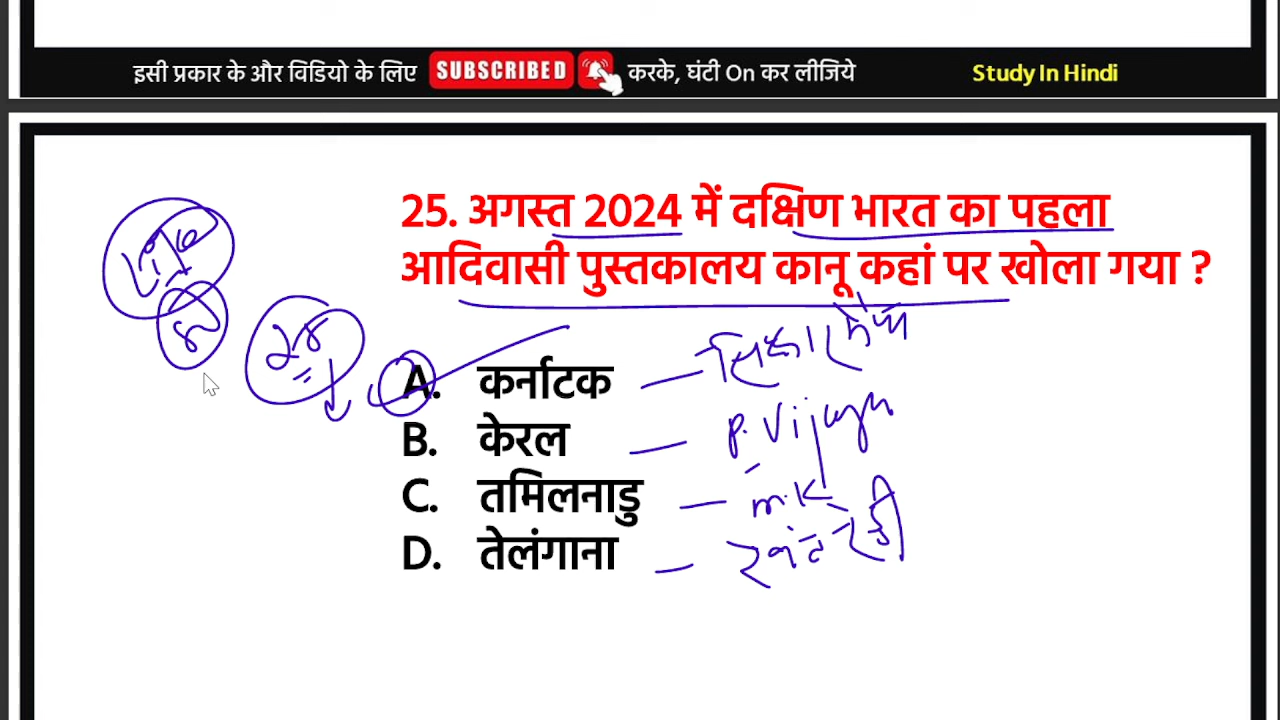 इसी प्रकार के और विडियो के लिए SUBSCRIBED करके, घंटी On कर लीजिये Study In Hindi
25. अगस्त 2024 में दक्षिण भारत का पहला
आदिवासी पुस्तकालय कानू कहां पर खोला गया ?
A. कर्नाटक
B. केरल – P. Vijayn
C. तमिलनाडु – M.K
D. तेलंगाना